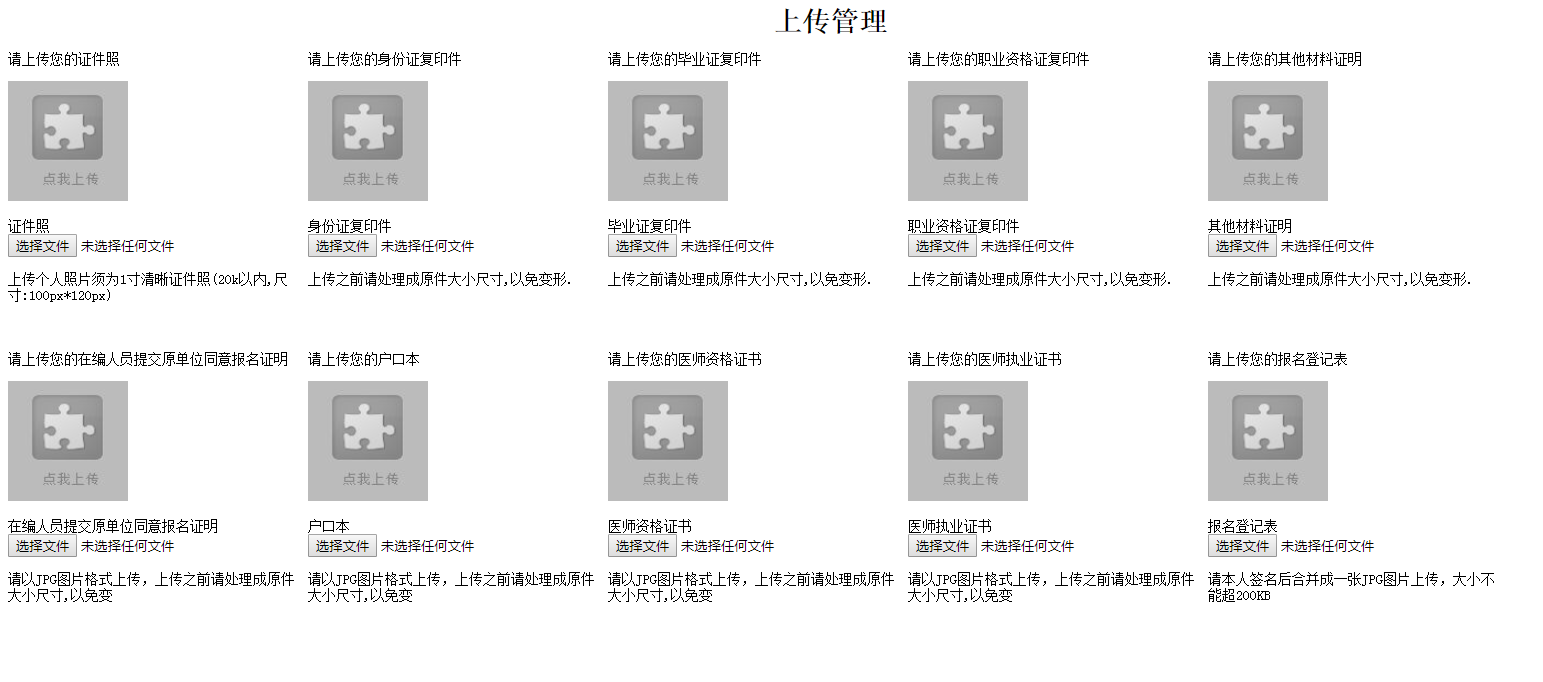 上传管理
请上传您的证件照
请上传您的身份证复印件
请上传您的毕业证复印件
请上传您的职业资格证复印件
请上传您的其他材料证明
点我上传
点我上传
点我上传
点我上传
点我上传
证件照
身份证复印件
毕业证复印件
职业资格证复印件
其他材料证明
选择文件 未选择任何文件
选择文件 未选择任何文件
选择文件 未选择任何文件
选择文件 未选择任何文件
选择文件 未选择任何文件
上传个人照片须为1寸清晰证件照(20k以内,尺
寸:100px*120px)
上传之前请处理成原件大小尺寸,以免变形.
上传之前请处理成原件大小尺寸,以免变形.
上传之前请处理成原件大小尺寸,以免变形.
上传之前请处理成原件大小尺寸,以免变形.
请上传您的在编人员提交原单位同意报名证明
请上传您的户口本
请上传您的医师资格证书
请上传您的医师执业证书
请上传您的报名登记表
点我上传
点我上传
点我上传
点我上传
点我上传
在编人员提交原单位同意报名证明
户口本
医师资格证书
医师执业证书
报名登记表
选择文件 未选择任何文件
选择文件 未选择任何文件
选择文件 未选择任何文件
选择文件 未选择任何文件
选择文件 未选择任何文件
请以JPG图片格式上传，上传之前请处理成原件
大小尺寸,以免变
请以JPG图片格式上传，上传之前请处理成原件
大小尺寸,以免变
请以JPG图片格式上传，上传之前请处理成原件
大小尺寸,以免变
请以JPG图片格式上传，上传之前请处理成原件
大小尺寸,以免变
请本人签名后合并成一张JPG图片上传，大小不
能超200KB